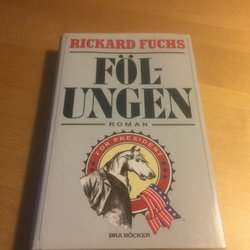 RICKARD FUCHS
FÖL-
UNGEN
ROMAN
FOR PRESIDENT
BRA BÖCKER